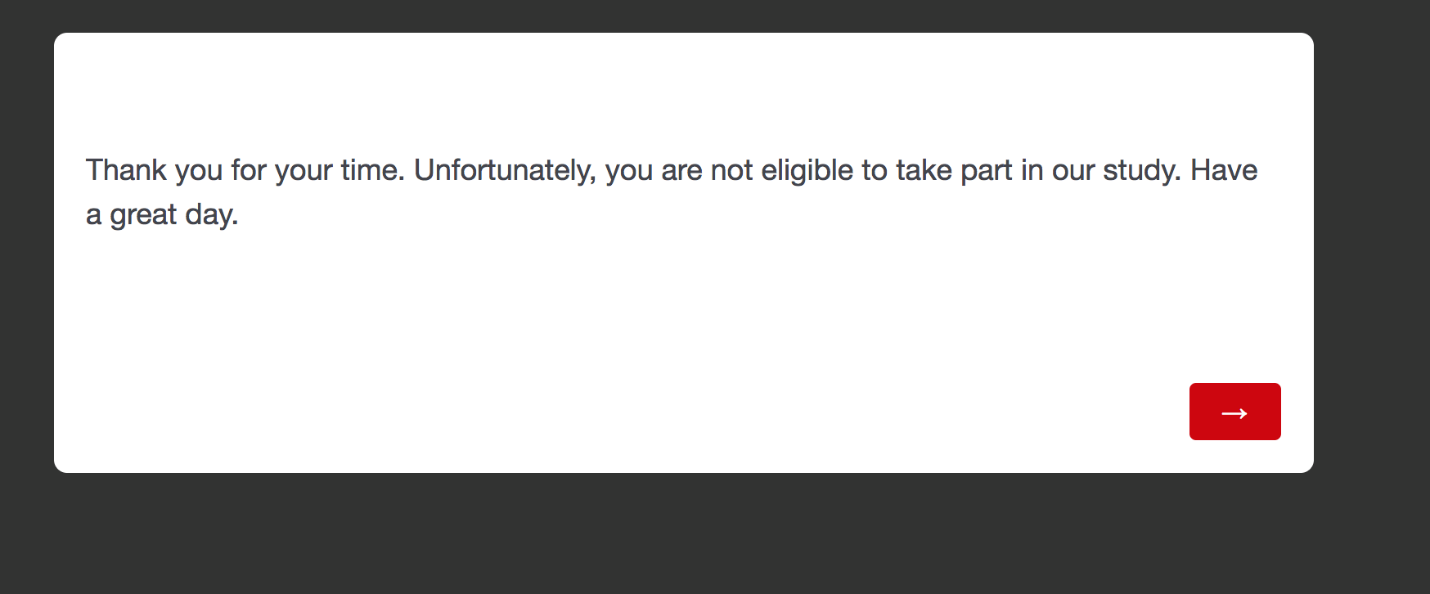 Thank you for your time. Unfortunately, you are not eligible to take part in our study. Have
a great day.
→